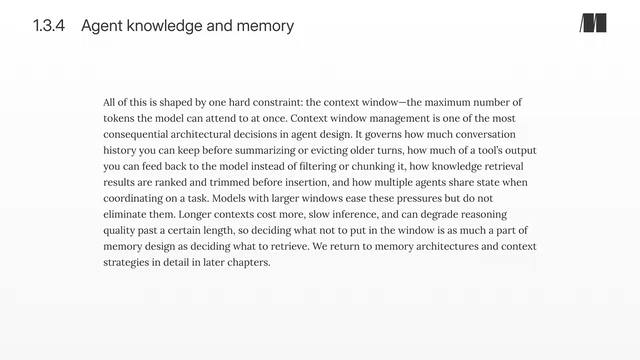 1.3.4 Agent knowledge and memory
All of this is shaped by one hard constraint: the context window—the maximum number of
tokens the model can attend to at once. Context window management is one of the most
consequential architectural decisions in agent design. It governs how much conversation
history you can keep before summarizing or evicting older turns, how much of a tool's output
you can feed back to the model instead of filtering or chunking it, how knowledge retrieval
results are ranked and trimmed before insertion, and how multiple agents share state when
coordinating on a task. Models with larger windows ease these pressures but do not
eliminate them. Longer contexts cost more, slow inference, and can degrade reasoning
quality past a certain length, so deciding what not to put in the window is as much a part of
memory design as deciding what to retrieve. We return to memory architectures and context
strategies in detail in later chapters.